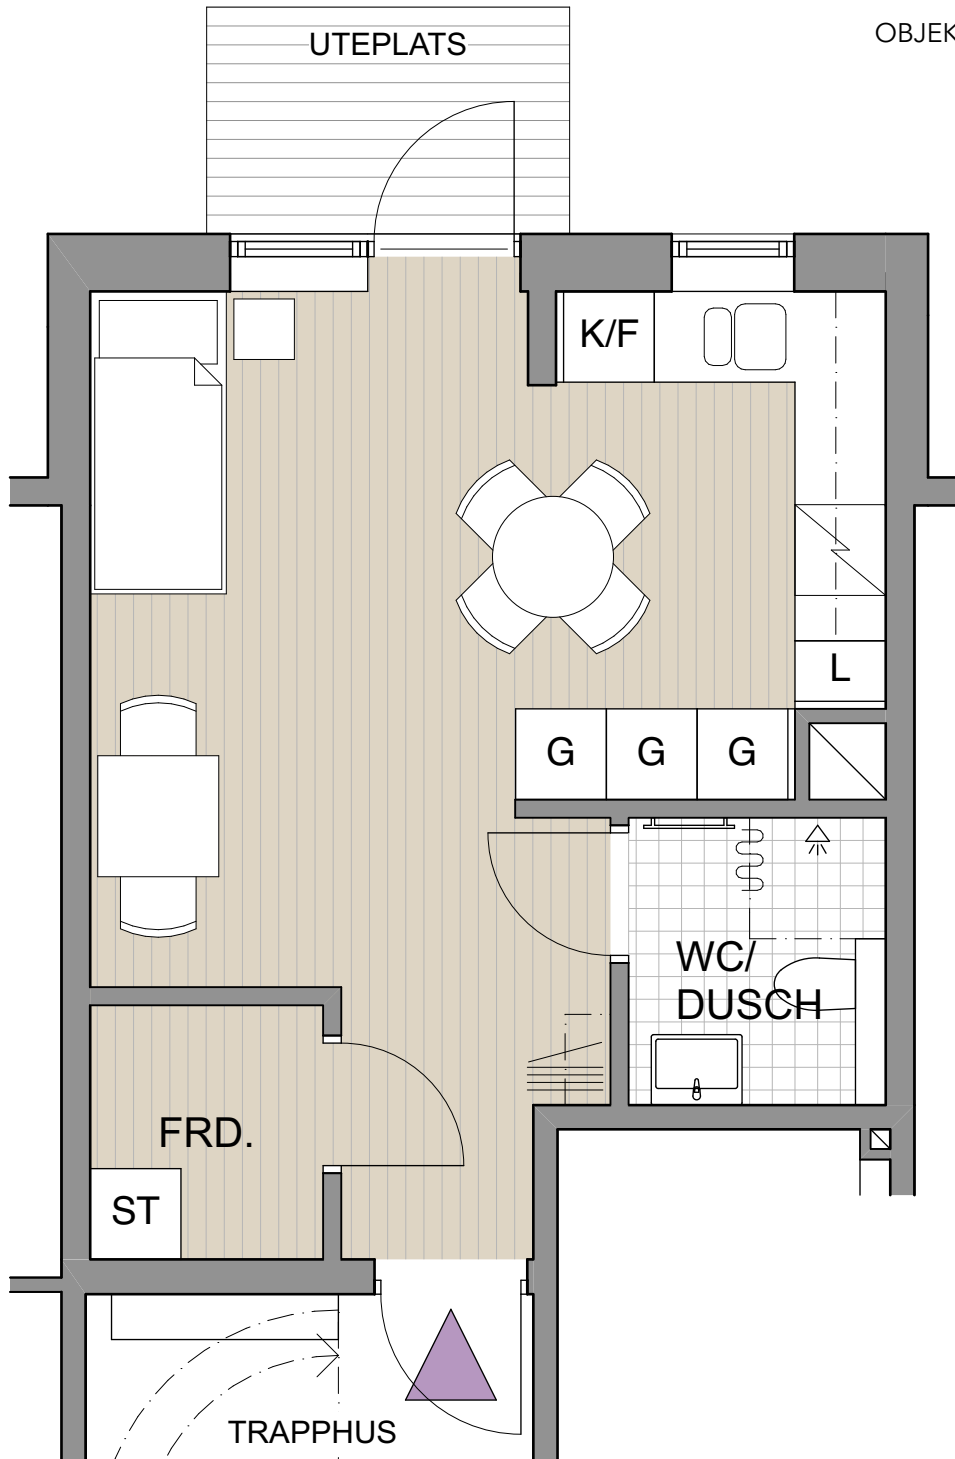 OBJEK
UTEPLATS
K/F
L
G G G
WC/
DUSCH
FRD.
ST
TRAPPHUS